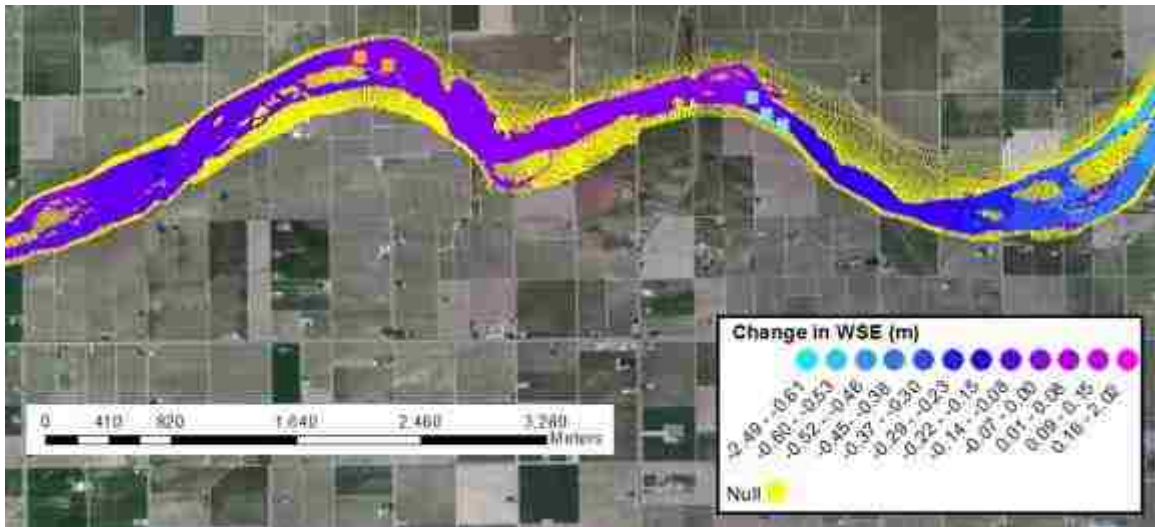 Change in WSE (m)
-2.49 - -0.61
-0.60 - -0.53
-0.52 - -0.46
-0.45 - -0.38
-0.37 - -0.30
-0.29 - -0.23
-0.22 - -0.15
-0.14 - -0.08
-0.07 - 0.00
0.01 - 0.08
0.09 - 0.15
0.16 - 2.02
Null
0 410 820 1,640 2,460 3,280
Meters